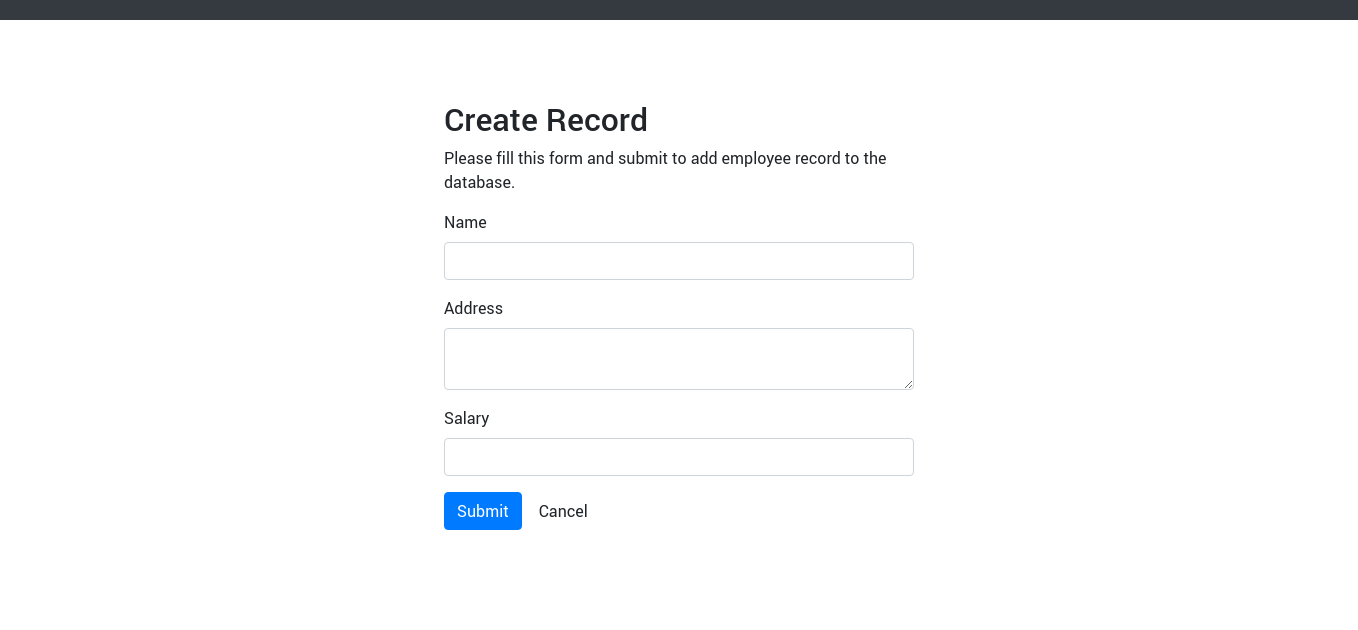 Create Record
Please fill this form and submit to add employee record to the
database.
Name
Address
Salary
Submit Cancel